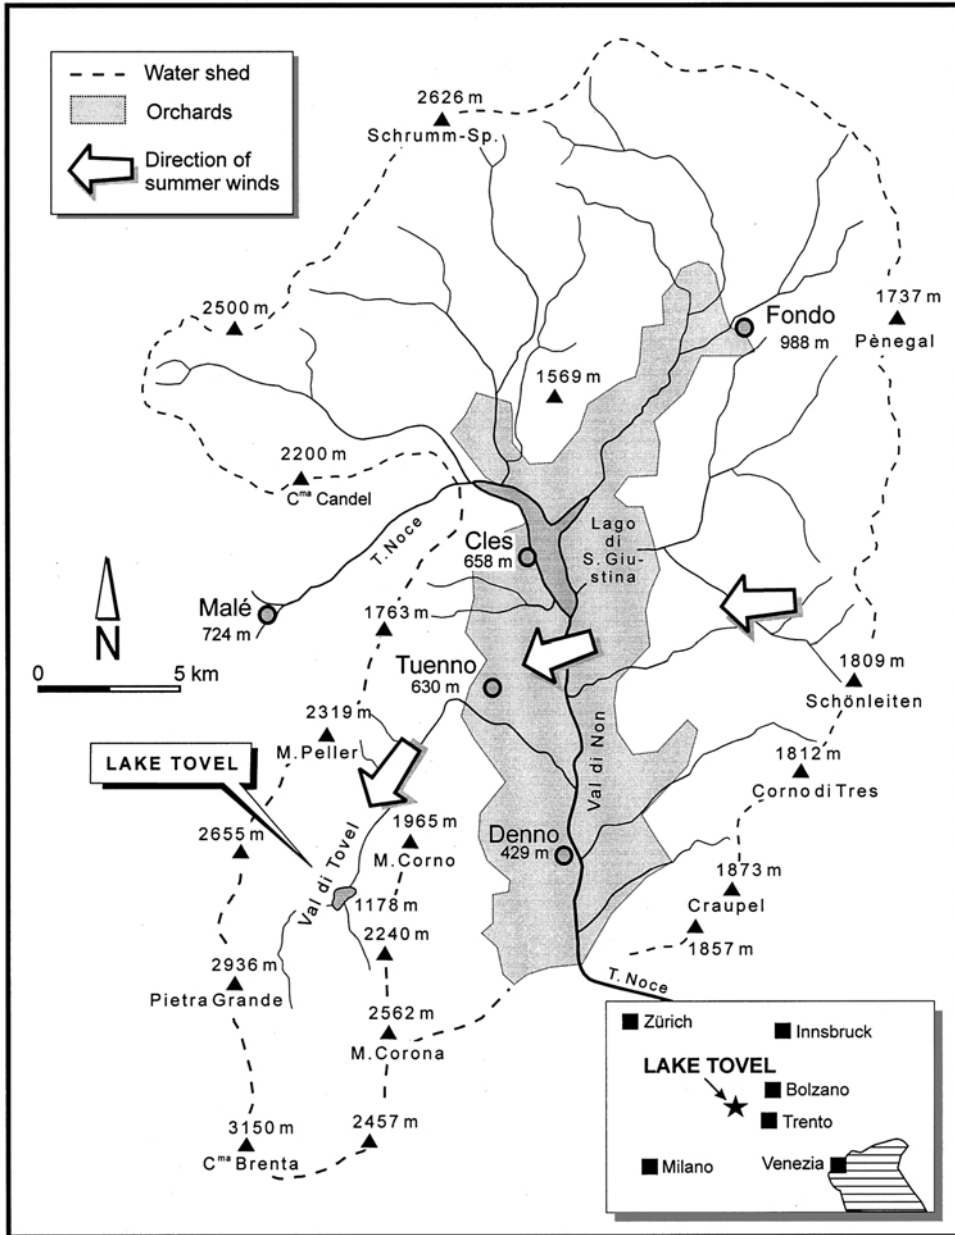 Water shed
Orchards
Direction of
summer winds
2626 m
Schrumm-Sp.
2500 m
1737 m
Pènegal
Fondo
988 m
1569 m
2200 m
Cma Candel
T. Noce
Lago
di
S. Giu-
stina
Cles
658 m
Malé
724 m
N
0 5 km
1763 m
Tuenno
630 m
1809 m
Schönleiten
2319 m
M. Peller
LAKE TOVEL
Val di Non
1812 m
Corno di Tres
2655 m
Val di Tovel
1965 m
M. Corno
Denno
429 m
1873 m
Craupel
1178 m
2240 m
1857 m
2936 m
Pietra Grande
T. Noce
2562 m
M. Corona
3150 m
Cma Brenta
2457 m
Zürich
Innsbruck
LAKE TOVEL
Bolzano
Trento
Milano
Venezia